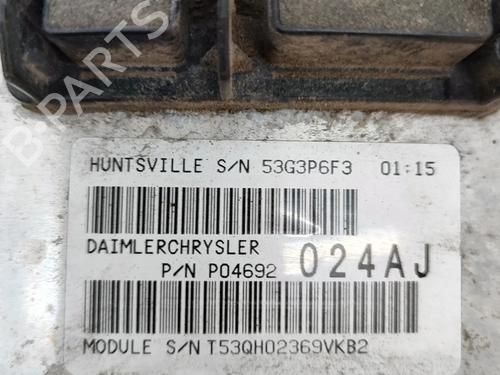 B-PARTS
HUNTSVILLE S/N 53G3P6F3 01:15
DAIMLERCHRYSLER
P/N P04692 024AJ
MODULE S/N T53QH02369VKB2